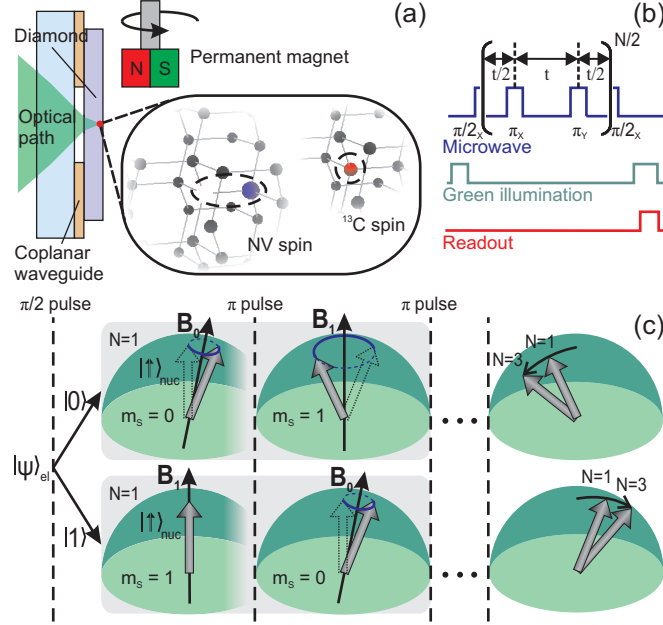 (a)
Diamond
Permanent magnet
N S
Optical
path
NV spin
¹³C spin
Coplanar
waveguide
(b)
N/2
t/2 t t/2
π/2ₓ πₓ π_Y π/2ₓ
Microwave
Green illumination
Readout
π/2 pulse π pulse π pulse (c)
N=1 B₀ B₁ N=1
N=3
|↑⟩nuc
|0⟩
mₛ = 0 mₛ = 1
|ψ⟩el
N=1 B₁ B₀ N=1 N=3
|↑⟩nuc
|1⟩
mₛ = 1 mₛ = 0